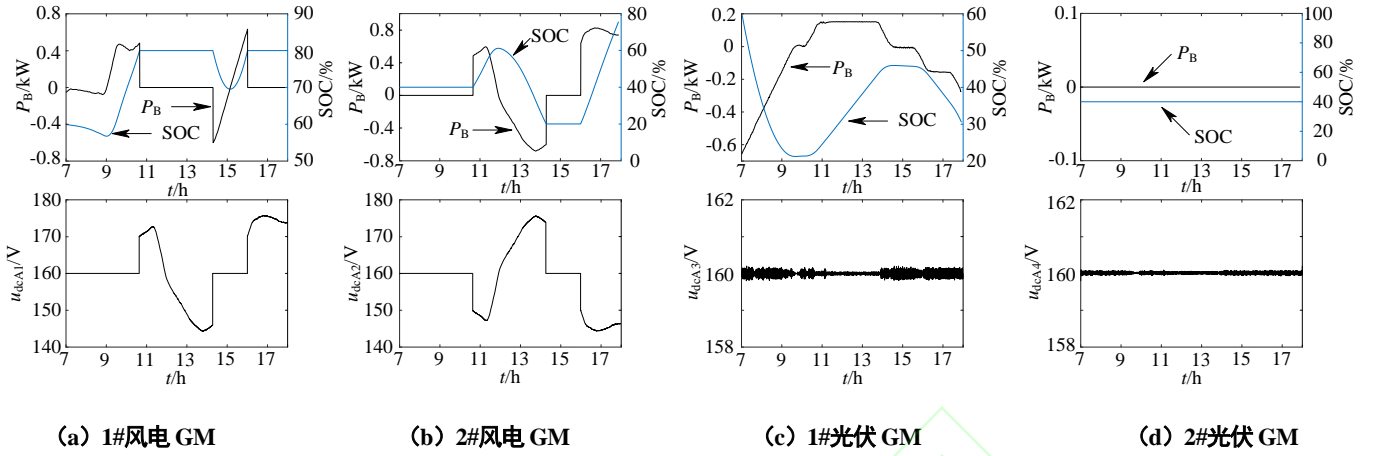 0.8 90 0.8 80 0.2 60 0.1 100
0.4 80 0.4 60 0 50 80
P_B/kW 0 70 SOC/% P_B/kW 0 SOC 40 SOC/% P_B/kW -0.2 P_B 40 SOC/% P_B/kW 0 P_B 60 SOC/%
-0.4 P_B SOC 60 -0.4 P_B 20 -0.4 SOC 30 SOC 40 20
-0.8 50 -0.8 0 -0.6 20 -0.1 0
7 9 11 13 15 17 7 9 11 13 15 17 7 9 11 13 15 17 7 9 11 13 15 17
t/h t/h t/h t/h
180 180 162 162
170 170
u_dcA1/V 160 u_dcA2/V 160 u_dcA3/V 160 u_dcA4/V 160
150 150
140 140 158 158
7 9 11 13 15 17 7 9 11 13 15 17 7 9 11 13 15 17 7 9 11 13 15 17
t/h t/h t/h t/h
（a）1#风电 GM （b）2#风电 GM （c）1#光伏 GM （d）2#光伏 GM